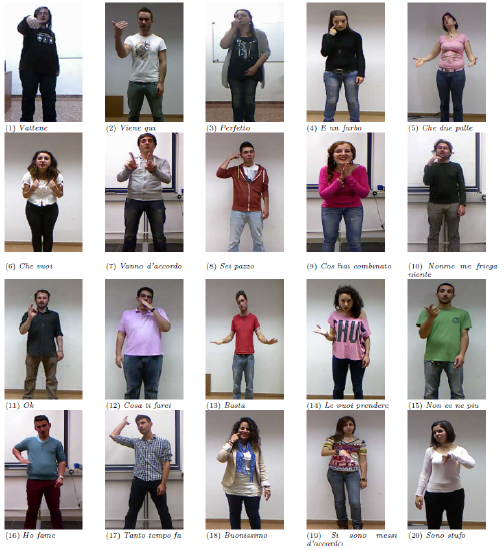 (1) Vattene
(2) Viene qui
(3) Perfetto
(4) E un furbo
(5) Che due palle
CHU
(6) Che vuoi
(7) Vanno d'accordo
(8) Sei pazzo
(9) Cos hai combinato
(10) Nonme me friega
niente
(11) Ok
(12) Cosa ti farei
(13) Basta
(14) Le vuoi prendere
(15) Non ce ne piu
(16) Ho fame
(17) Tanto tempo fa
(18) Buonissimo
(19) Si sono messi
d'accordo
(20) Sono stufo